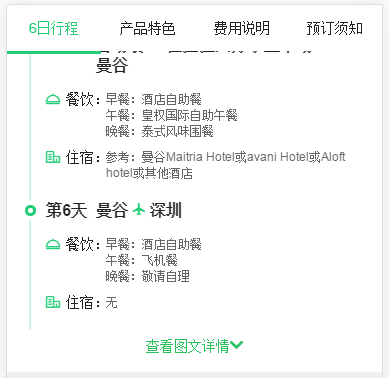 6日行程 产品特色 费用说明 预订须知
曼谷
餐饮: 早餐: 酒店自助餐
午餐: 皇权国际自助午餐
晚餐: 泰式风味围餐
住宿: 参考: 曼谷Maitria Hotel或avani Hotel或Aloft
hotel或其他酒店
第6天 曼谷 深圳
餐饮: 早餐: 酒店自助餐
午餐: 飞机餐
晚餐: 敬请自理
住宿: 无
查看图文详情